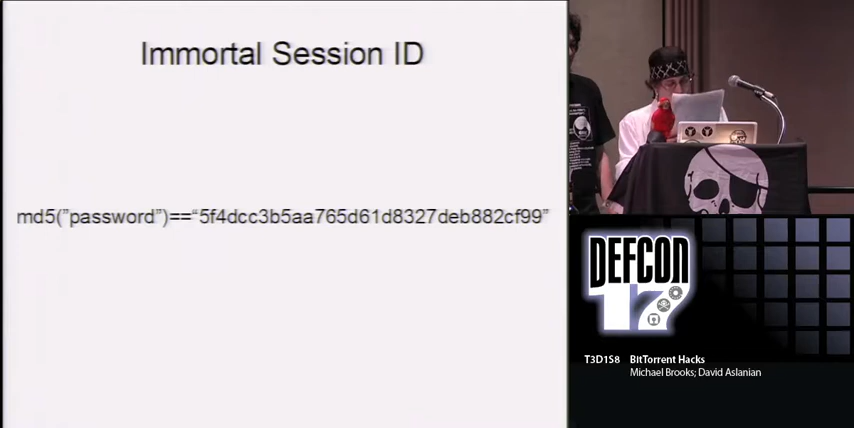 Immortal Session ID
md5(”password”)==“5f4dcc3b5aa765d61d8327deb882cf99”
DEFCON
17
T3D1S8 BitTorrent Hacks
Michael Brooks; David Aslanian